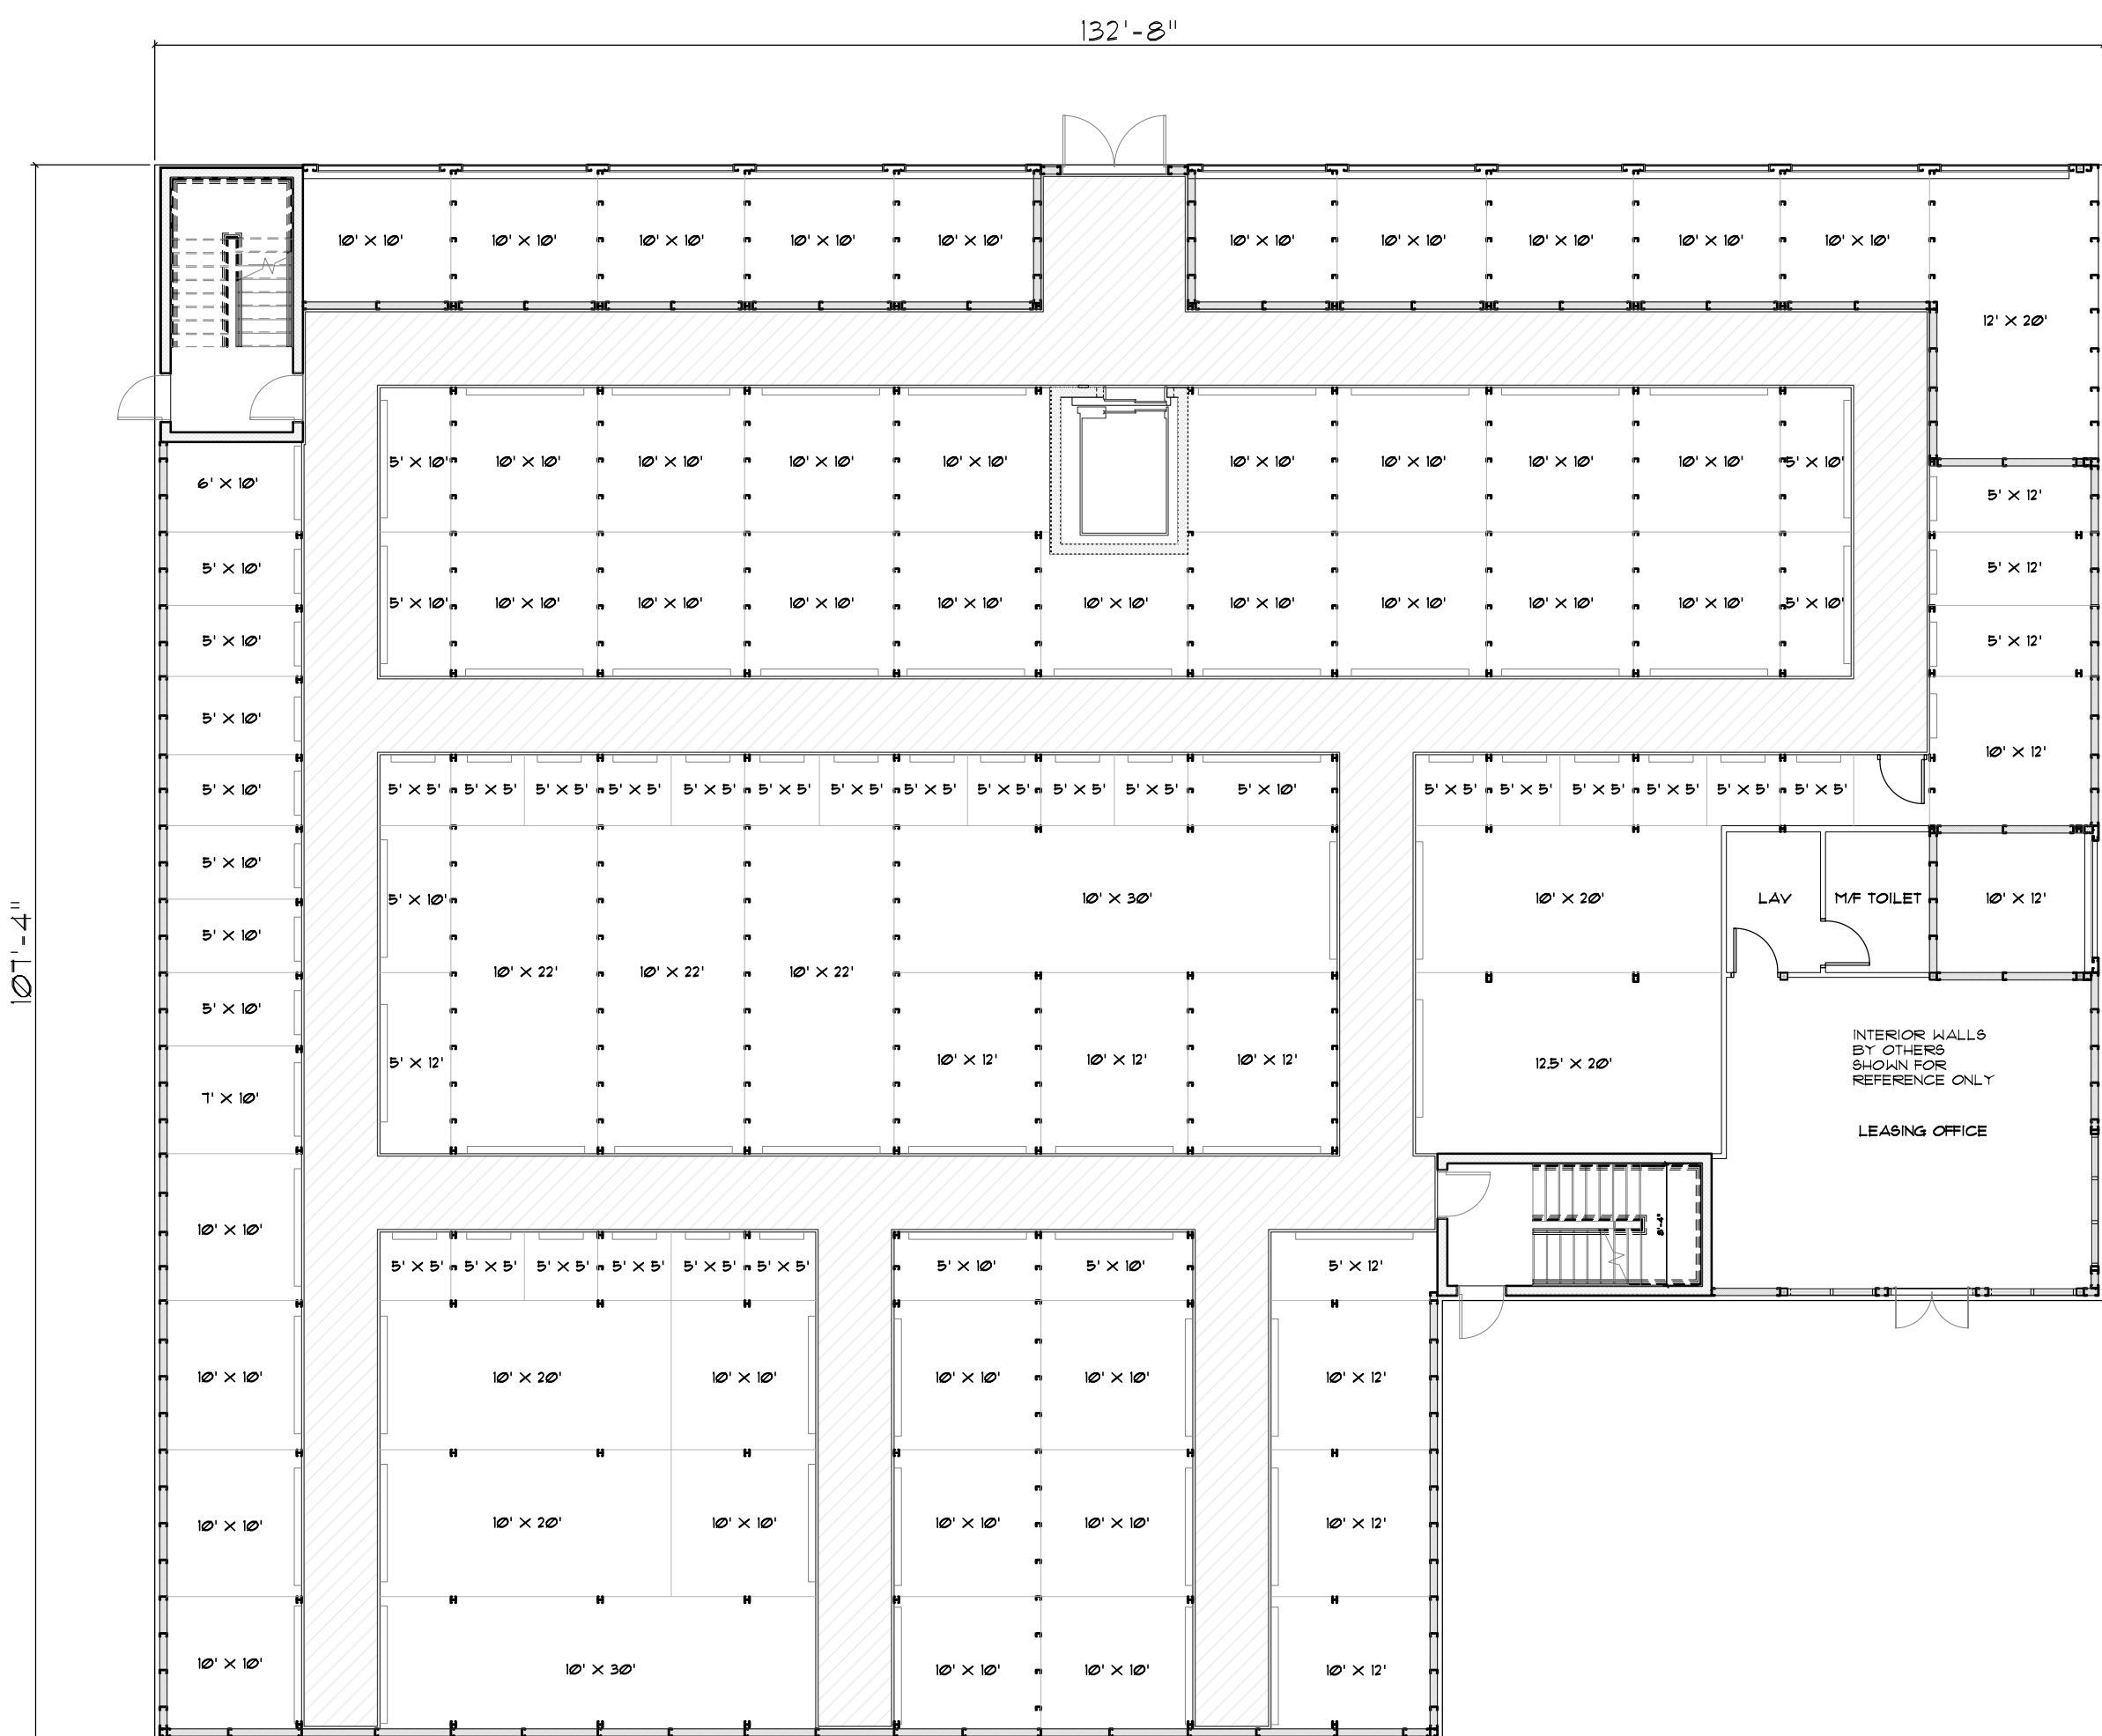 132'-8"
10' X 10' 10' X 10' 10' X 10' 10' X 10' 10' X 10' 10' X 10' 10' X 10' 10' X 10' 10' X 10' 10' X 10'
12' X 20'
5' X 10' 10' X 10' 10' X 10' 10' X 10' 10' X 10' 10' X 10' 10' X 10' 10' X 10' 10' X 10' 5' X 10'
6' X 10'
5' X 12'
5' X 10'
5' X 12'
5' X 10' 10' X 10' 10' X 10' 10' X 10' 10' X 10' 10' X 10' 10' X 10' 10' X 10' 10' X 10' 10' X 10' 5' X 10'
5' X 10'
5' X 12'
5' X 10'
10' X 12'
5' X 10'
5' X 5' 5' X 5' 5' X 5' 5' X 5' 5' X 5' 5' X 5' 5' X 5' 5' X 5' 5' X 5' 5' X 5' 5' X 5' 5' X 10' 5' X 5' 5' X 5' 5' X 5' 5' X 5' 5' X 5' 5' X 5'
5' X 10'
5' X 10' 10' X 30' 10' X 20' LAV M/F TOILET 10' X 12'
5' X 10'
107'-4"
10' X 22' 10' X 22' 10' X 22'
5' X 10'
INTERIOR WALLS
BY OTHERS
SHOWN FOR
REFERENCE ONLY
5' X 12' 10' X 12' 10' X 12' 10' X 12' 12.5' X 20'
7' X 10'
LEASING OFFICE
10' X 10'
8'-4"
5' X 5' 5' X 5' 5' X 5' 5' X 5' 5' X 5' 5' X 5' 5' X 10' 5' X 10' 5' X 12'
10' X 10' 10' X 20' 10' X 10' 10' X 10' 10' X 10' 10' X 12'
10' X 10' 10' X 20' 10' X 10' 10' X 10' 10' X 10' 10' X 12'
10' X 10' 10' X 30' 10' X 10' 10' X 10' 10' X 12'